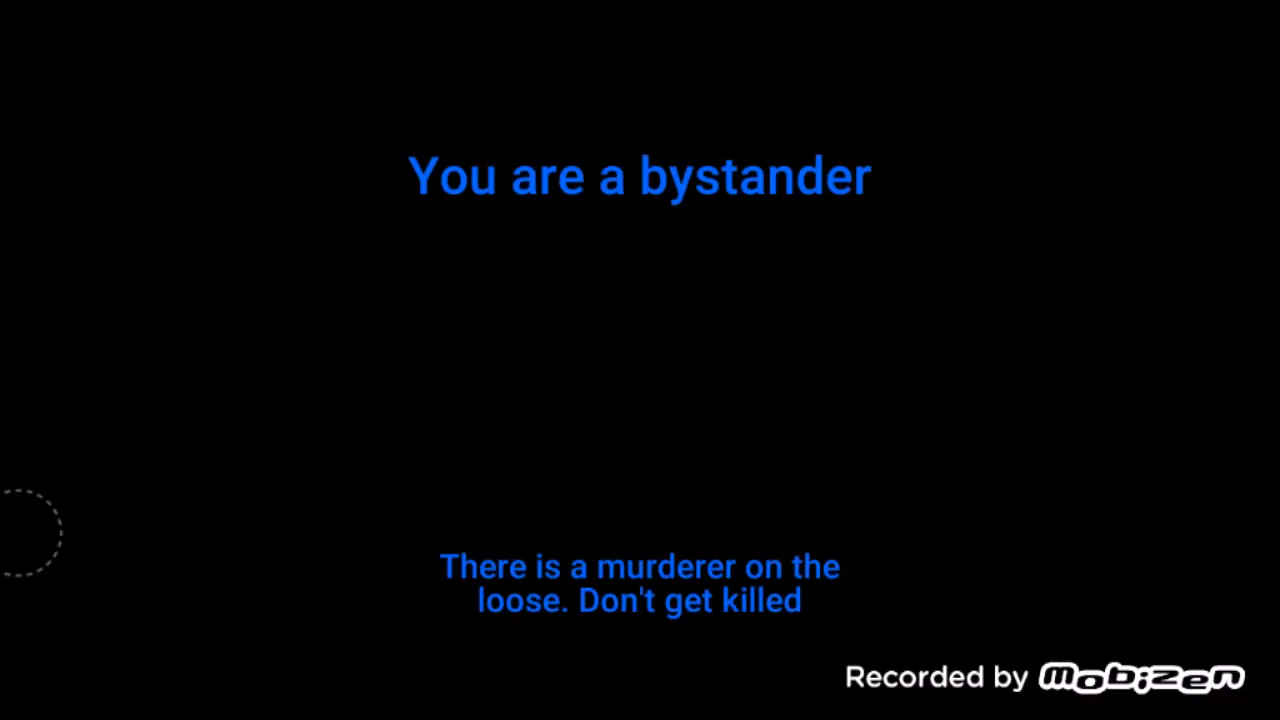 You are a bystander
There is a murderer on the
loose. Don't get killed
Recorded by mobizen